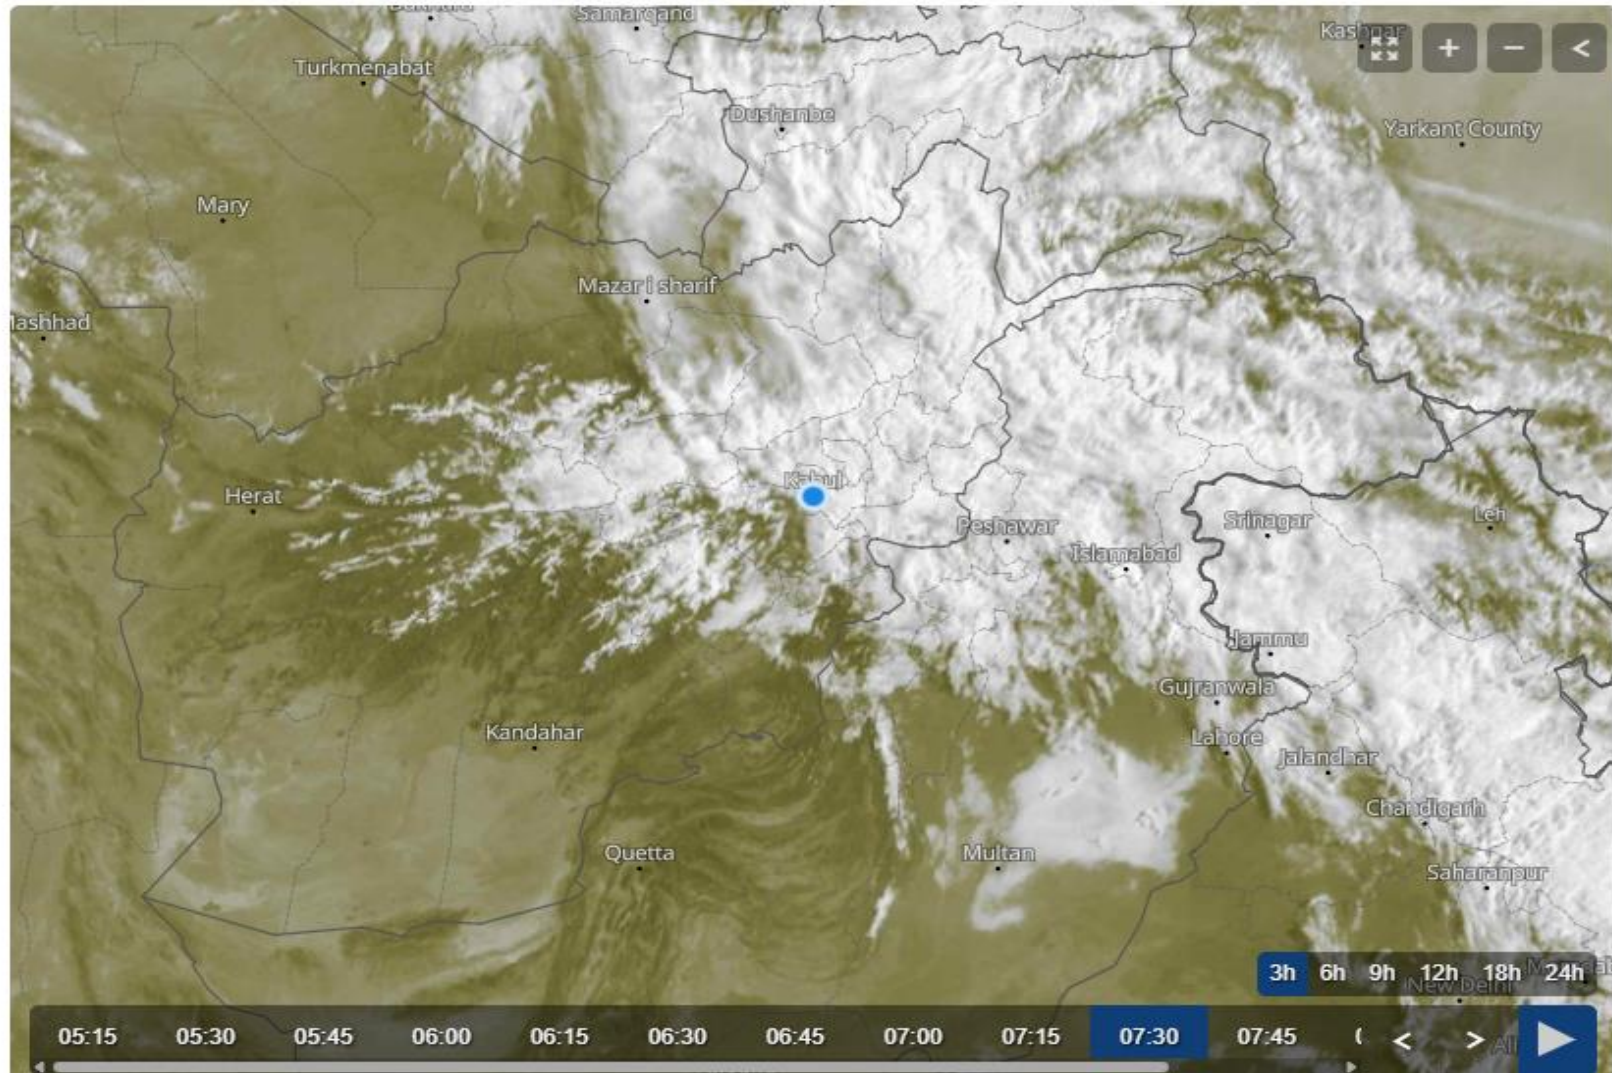 Samarqand
Turkmenabat
Dushanbe
Yarkant County
Mary
Mazar i sharif
Herat
Kabul
Peshawar
Srinagar
Leh
Islamabad
Jammu
Gujranwala
Kandahar
Lahore
Jalandhar
Chandigarh
Quetta
Multan
Saharanpur
3h 6h 9h 12h 18h 24h
New Delhi
05:15 05:30 05:45 06:00 06:15 06:30 06:45 07:00 07:15 07:30 07:45